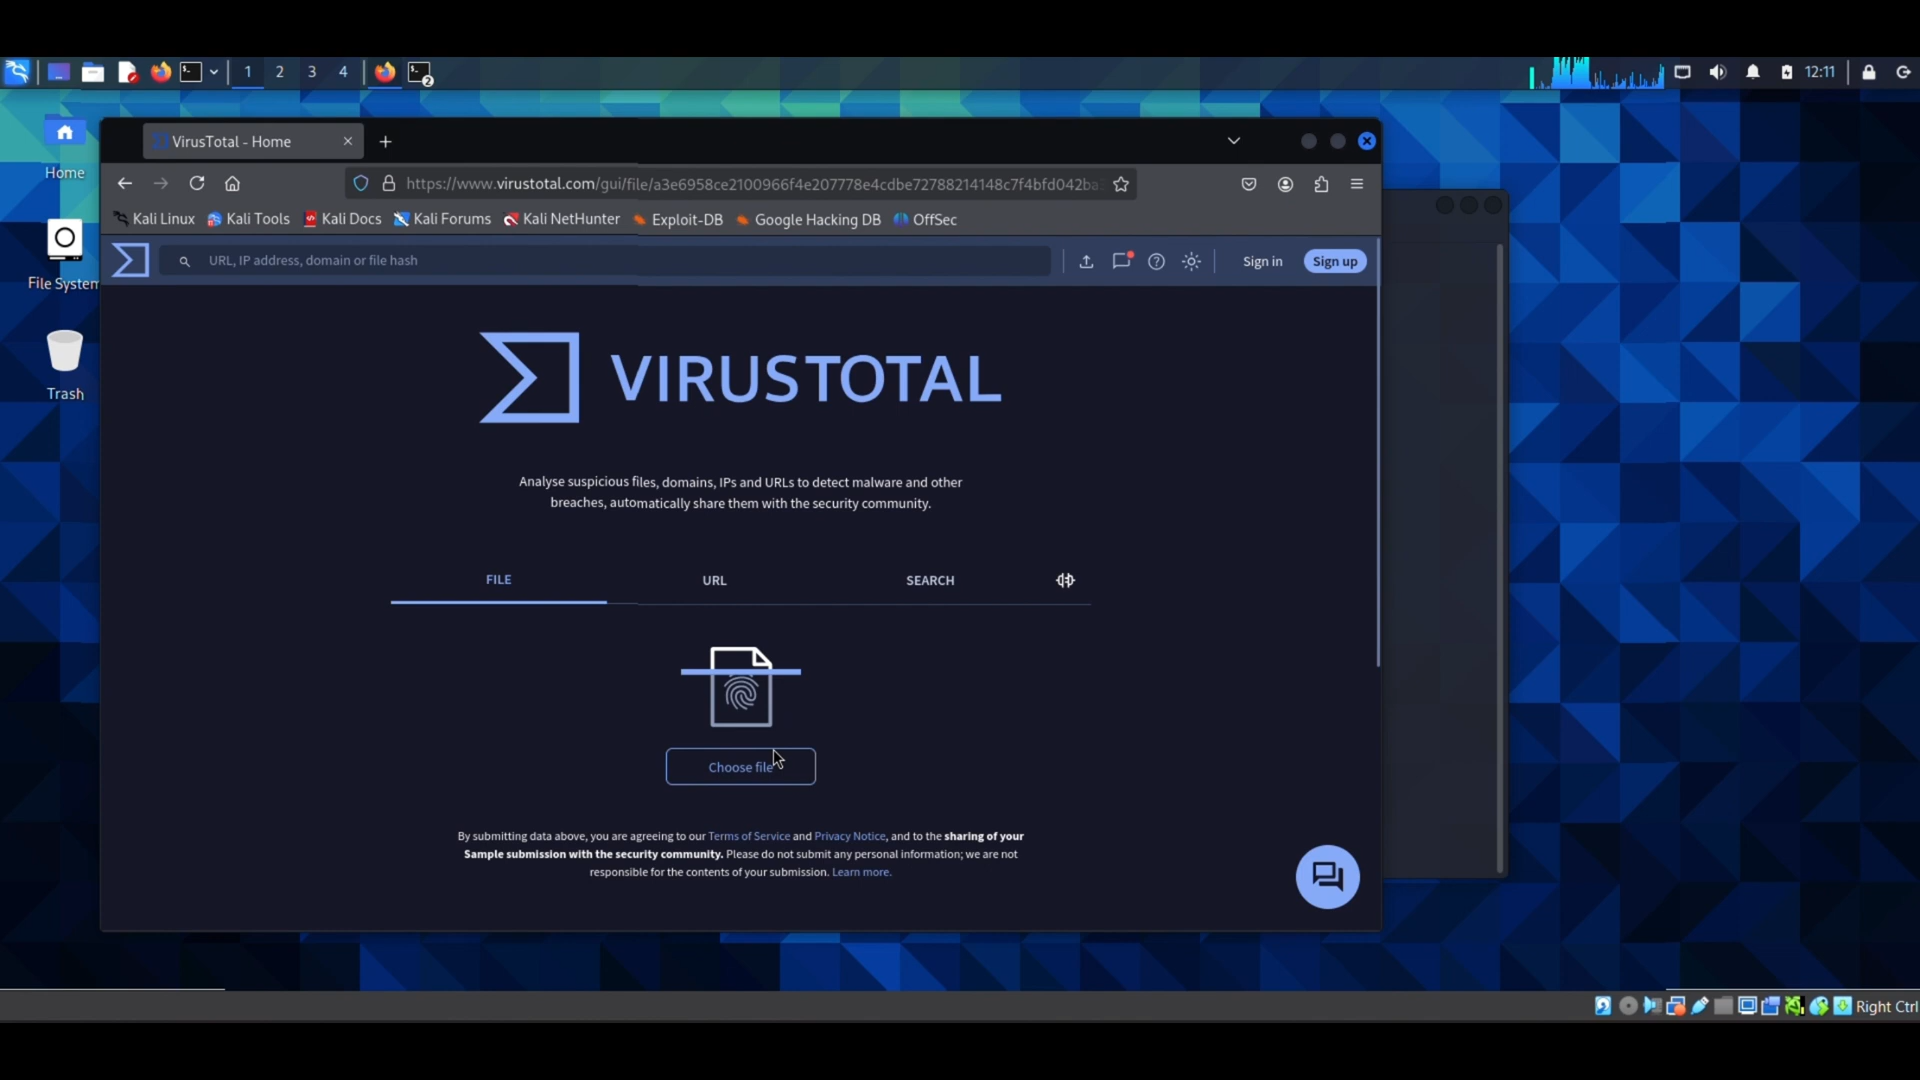 1 2 3 4
2
12:11
Home
File System
Trash
VirusTotal - Home
https://www.virustotal.com/gui/file/a3e6958ce2100966f4e207778e4cdbe72788214148c7f4bfd042ba
Kali Linux Kali Tools Kali Docs Kali Forums Kali NetHunter Exploit-DB Google Hacking DB OffSec
URL, IP address, domain or file hash
Sign in Sign up
VIRUSTOTAL
Analyse suspicious files, domains, IPs and URLs to detect malware and other
breaches, automatically share them with the security community.
FILE URL SEARCH
Choose file
By submitting data above, you are agreeing to our Terms of Service and Privacy Notice, and to the sharing of your
Sample submission with the security community. Please do not submit any personal information; we are not
responsible for the contents of your submission. Learn more.
Right Ctrl